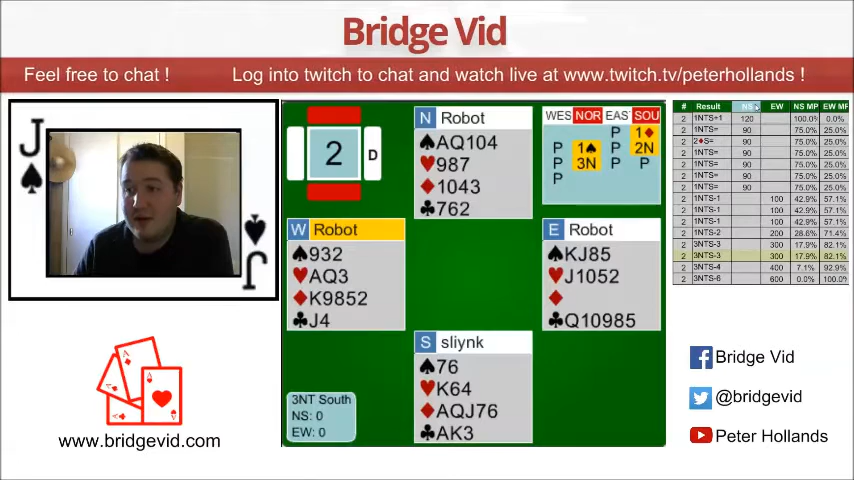 Bridge Vid
Feel free to chat !
Log into twitch to chat and watch live at www.twitch.tv/peterhollands !
J
J
2
D
N Robot
♠AQ104
♥987
♦1043
♣762
WES NOR EAS SOU
P 1♦
P 1♠ P 2N
P 3N P P
P
W Robot
♠932
♥AQ3
♦K9852
♣J4
E Robot
♠KJ85
♥J1052
♦
♣Q10985
S sliynk
♠76
♥K64
♦AQJ76
♣AK3
3NT South
NS: 0
EW: 0
# Result NS EW NS MP EW MP
2 1NTS+1 120 100.0% 0.0%
2 1NTS= 90 75.0% 25.0%
2 2♦S= 90 75.0% 25.0%
2 1NTS= 90 75.0% 25.0%
2 1NTS= 90 75.0% 25.0%
2 1NTS= 90 75.0% 25.0%
2 1NTS= 90 75.0% 25.0%
2 1NTS-1 100 42.9% 57.1%
2 1NTS-1 100 42.9% 57.1%
2 1NTS-1 100 42.9% 57.1%
2 1NTS-2 200 28.6% 71.4%
2 3NTS-3 300 17.9% 82.1%
2 3NTS-3 300 17.9% 82.1%
2 3NTS-4 400 7.1% 92.9%
2 3NTS-6 600 0.0% 100.0%
A
A
A
www.bridgevid.com
Bridge Vid
@bridgevid
Peter Hollands